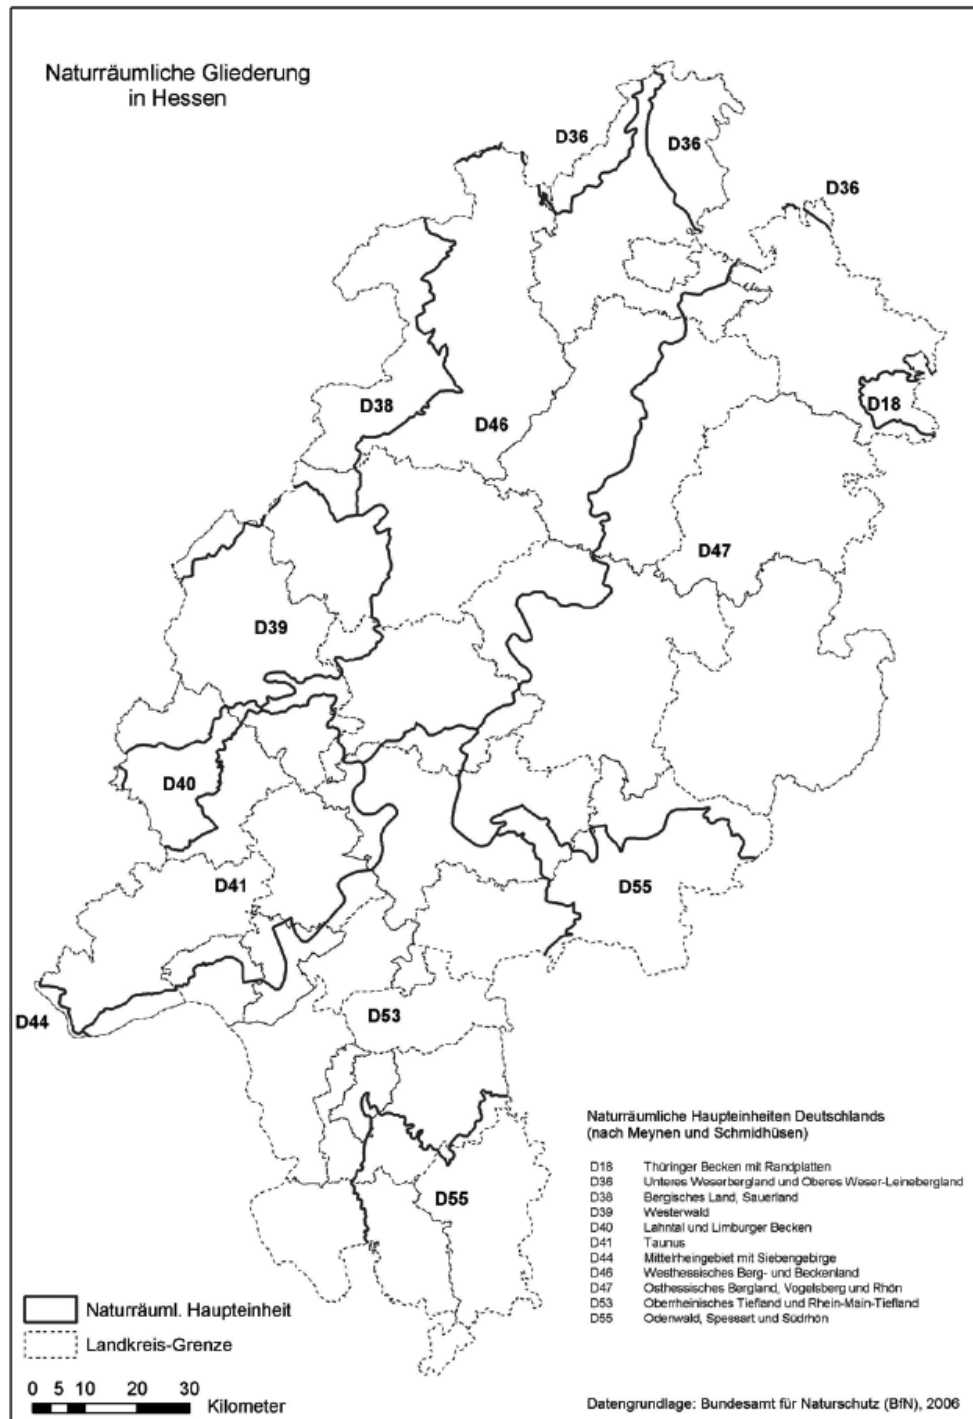 Naturräumliche Gliederung
in Hessen
D36
D36
D36
D38
D46
D18
D47
D39
D40
D41
D55
D44
D53
D55
Naturräumliche Haupteinheiten Deutschlands
(nach Meynen und Schmidhüsen)
D18 Thüringer Becken mit Randplatten
D36 Unteres Weserbergland und Oberes Weser-Leinebergland
D38 Bergisches Land, Sauerland
D39 Westerwald
D40 Lahntal und Limburger Becken
D41 Taunus
D44 Mittelrheingebiet mit Siebengebirge
D46 Westhessisches Berg- und Beckenland
D47 Osthessisches Bergland, Vogelsberg und Rhön
D53 Oberrheinisches Tiefland und Rhein-Main-Tiefland
D55 Odenwald, Spessart und Südrhön
Naturräuml. Haupteinheit
Landkreis-Grenze
0 5 10 20 30
Kilometer
Datengrundlage: Bundesamt für Naturschutz (BfN), 2006